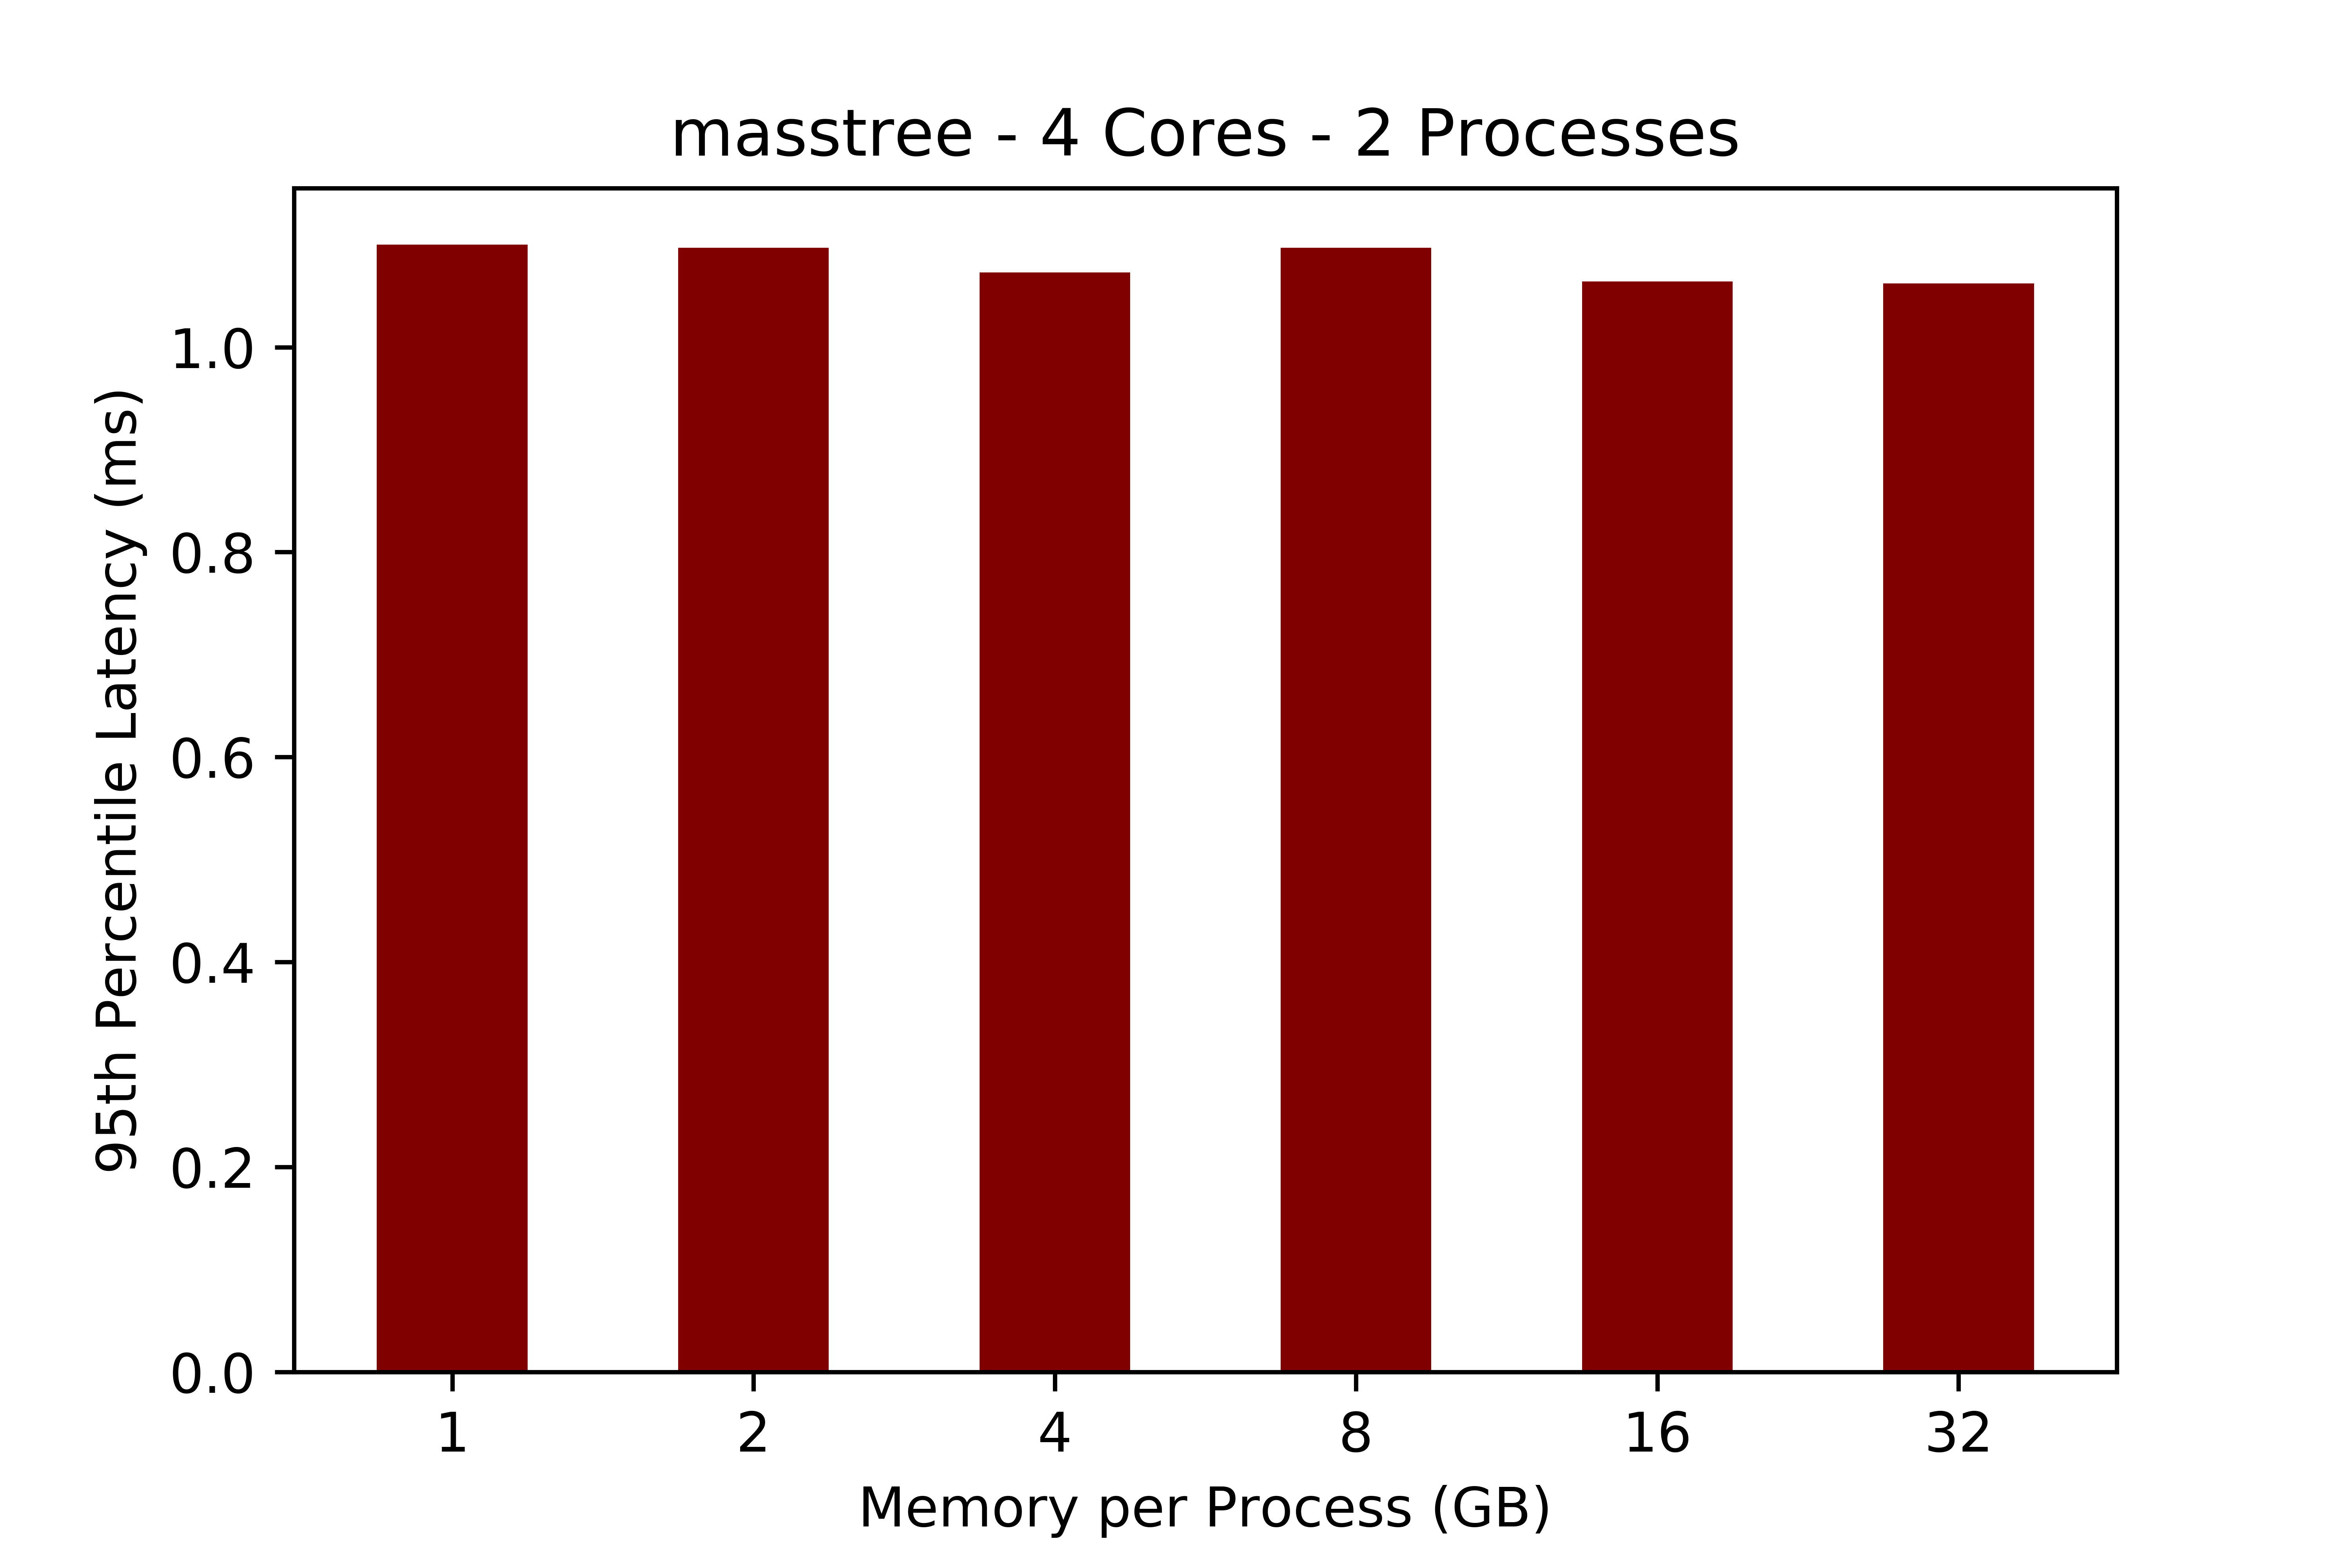 masstree - 4 Cores - 2 Processes
95th Percentile Latency (ms)
1.0
0.8
0.6
0.4
0.2
0.0
1 2 4 8 16 32
Memory per Process (GB)